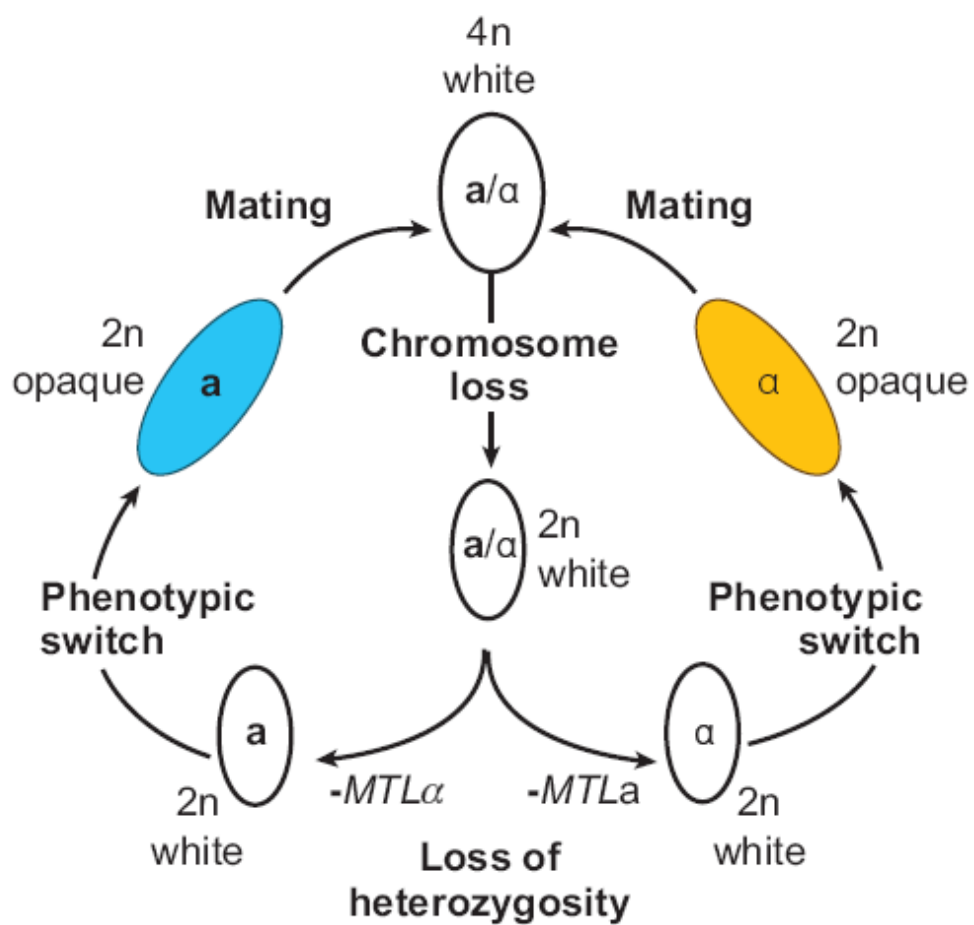 4n
white
a/α
Mating
Mating
2n
opaque
a
Chromosome
loss
α
2n
opaque
a/α
2n
white
Phenotypic
switch
Phenotypic
switch
a
2n
white
-MTLα
-MTLa
α
2n
white
Loss of
heterozygosity